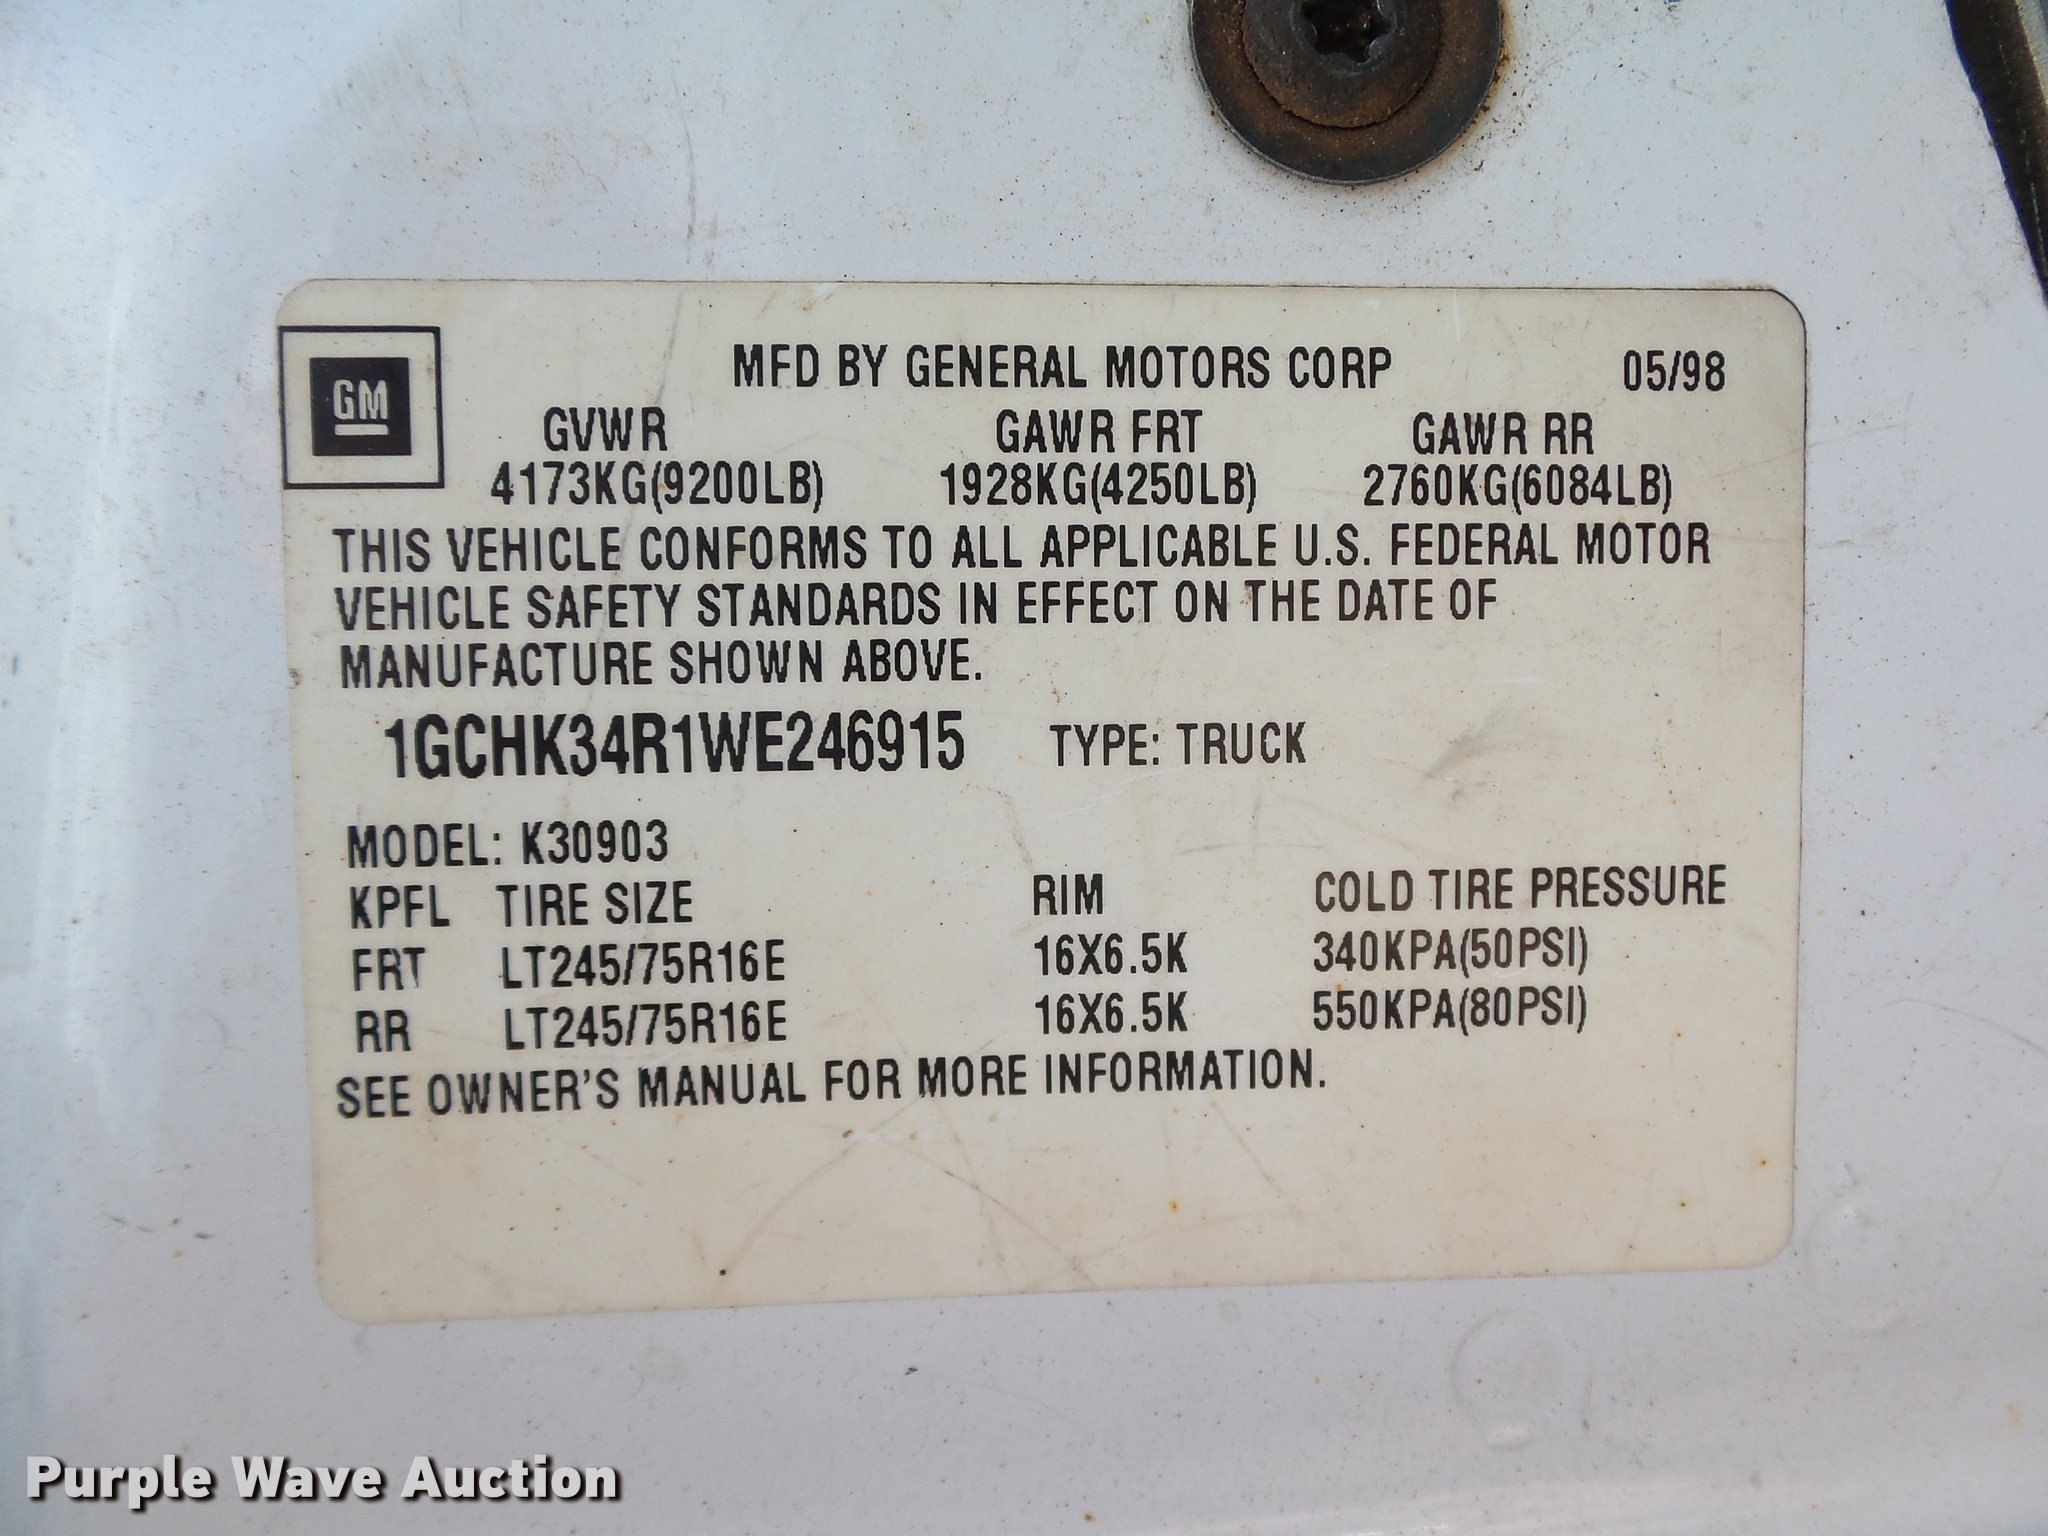 MFD BY GENERAL MOTORS CORP 05/98
GM
GVWR GAWR FRT GAWR RR
4173KG(9200LB) 1928KG(4250LB) 2760KG(6084LB)
THIS VEHICLE CONFORMS TO ALL APPLICABLE U.S. FEDERAL MOTOR
VEHICLE SAFETY STANDARDS IN EFFECT ON THE DATE OF
MANUFACTURE SHOWN ABOVE.
1GCHK34R1WE246915 TYPE: TRUCK
MODEL: K30903
KPFL TIRE SIZE RIM COLD TIRE PRESSURE
FRT LT245/75R16E 16X6.5K 340KPA(50PSI)
RR LT245/75R16E 16X6.5K 550KPA(80PSI)
SEE OWNER'S MANUAL FOR MORE INFORMATION.
Purple Wave Auction